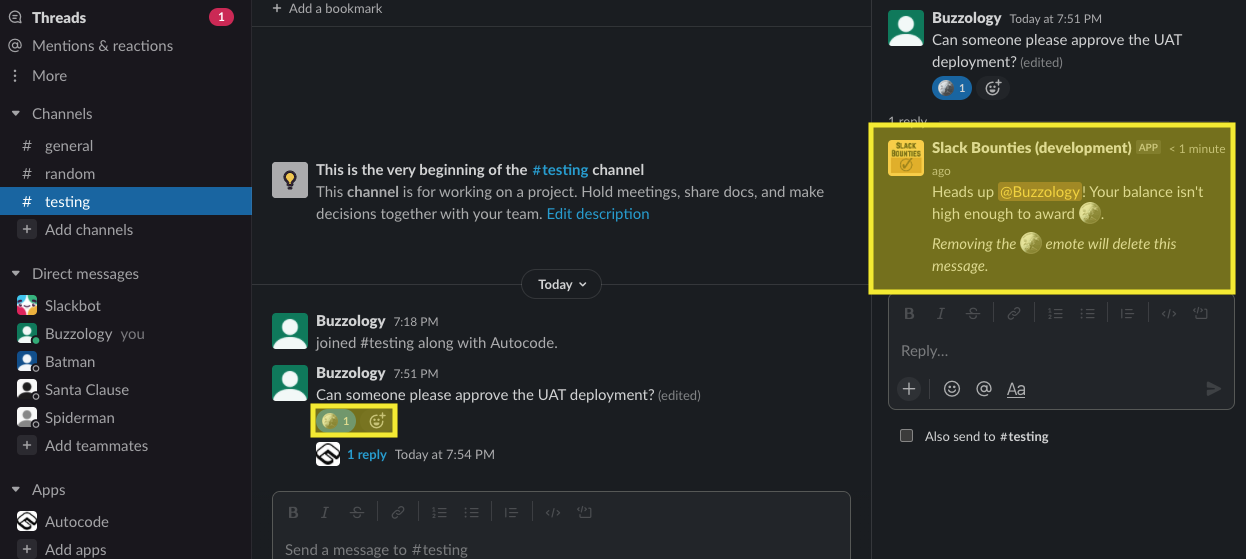 Threads
1
Mentions & reactions
More
Channels
# general
# random
# testing
+ Add channels
Direct messages
Slackbot
Buzzology you
Batman
Santa Clause
Spiderman
+ Add teammates
Apps
Autocode
+ Add apps
+ Add a bookmark
This is the very beginning of the #testing channel
This channel is for working on a project. Hold meetings, share docs, and make
decisions together with your team. Edit description
Today
Buzzology 7:18 PM
joined #testing along with Autocode.
Buzzology 7:51 PM
Can someone please approve the UAT deployment? (edited)
1
1 reply Today at 7:54 PM
B I S
Send a message to #testing
Buzzology Today at 7:51 PM
Can someone please approve the UAT
deployment? (edited)
1
1 reply
SLACK
BOUNTIES
Slack Bounties (development) APP < 1 minute
ago
Heads up @Buzzology! Your balance isn't
high enough to award .
Removing the emote will delete this
message.
B I S
Reply...
+ @ Aa
Also send to #testing